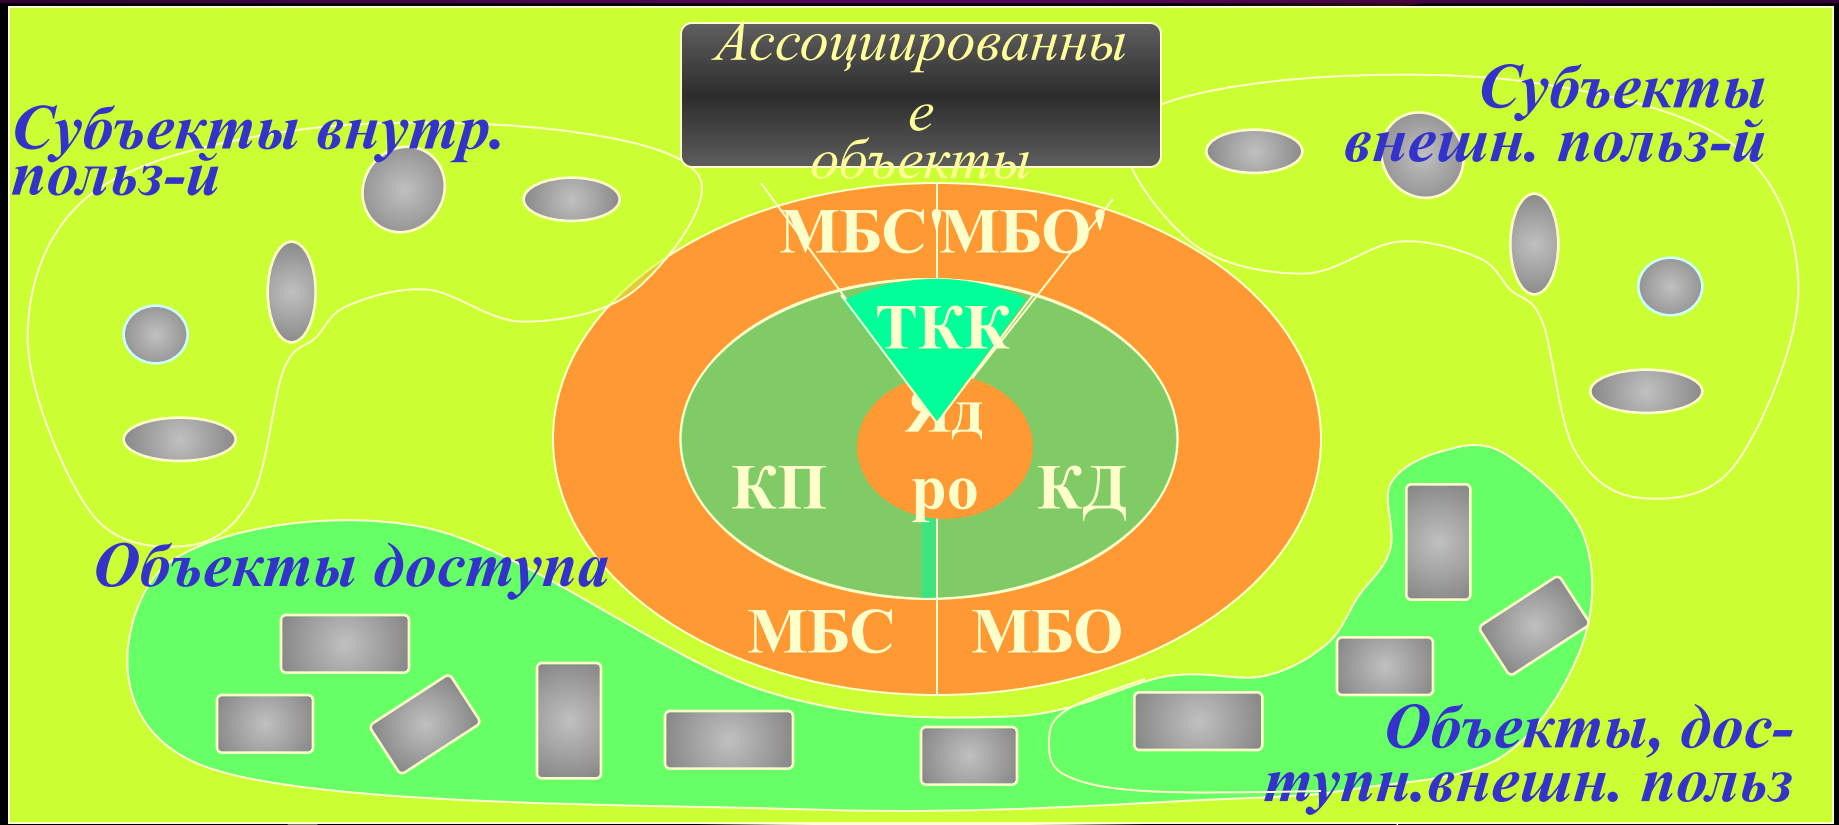 Ассоциированны
е
объекты
Субъекты внутр.
польз-й
Субъекты
внешн. польз-й
МБС' МБО'
ТКК
Яд
ро
КП
КД
МБС
МБО
Объекты доступа
Объекты, дос-
тупн.внешн. польз